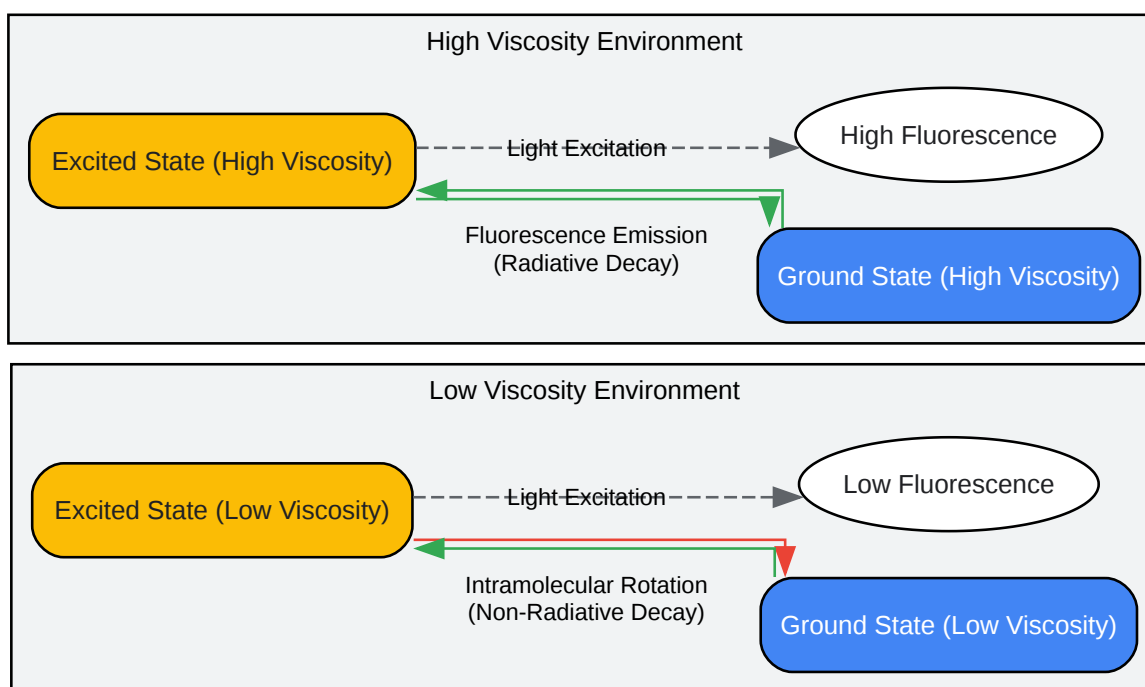 High Viscosity Environment
Excited State (High Viscosity)
Light Excitation
High Fluorescence
Fluorescence Emission
(Radiative Decay)
Ground State (High Viscosity)
Low Viscosity Environment
Excited State (Low Viscosity)
Light Excitation
Low Fluorescence
Intramolecular Rotation
(Non-Radiative Decay)
Ground State (Low Viscosity)